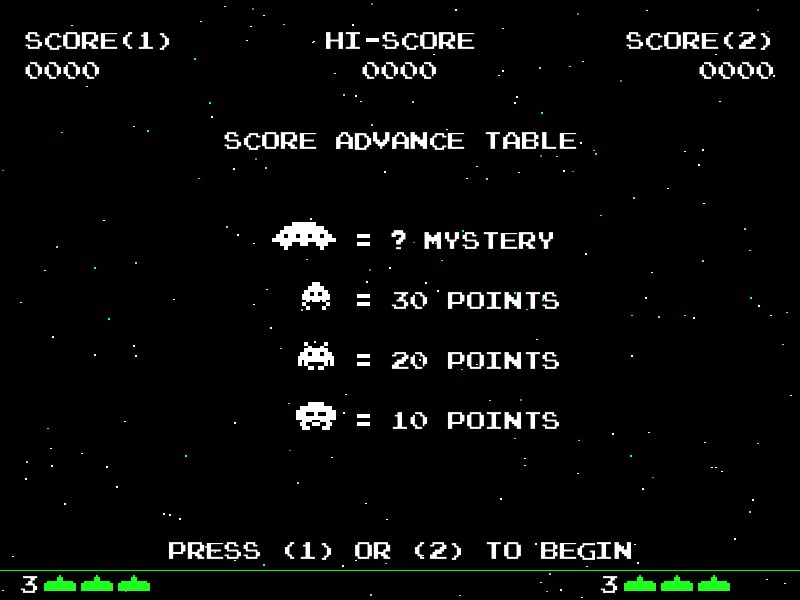 SCORE(1) HI-SCORE SCORE(2)
0000 0000 0000
SCORE ADVANCE TABLE
= ? MYSTERY
= 30 POINTS
= 20 POINTS
= 10 POINTS
PRESS (1) OR (2) TO BEGIN
3 3